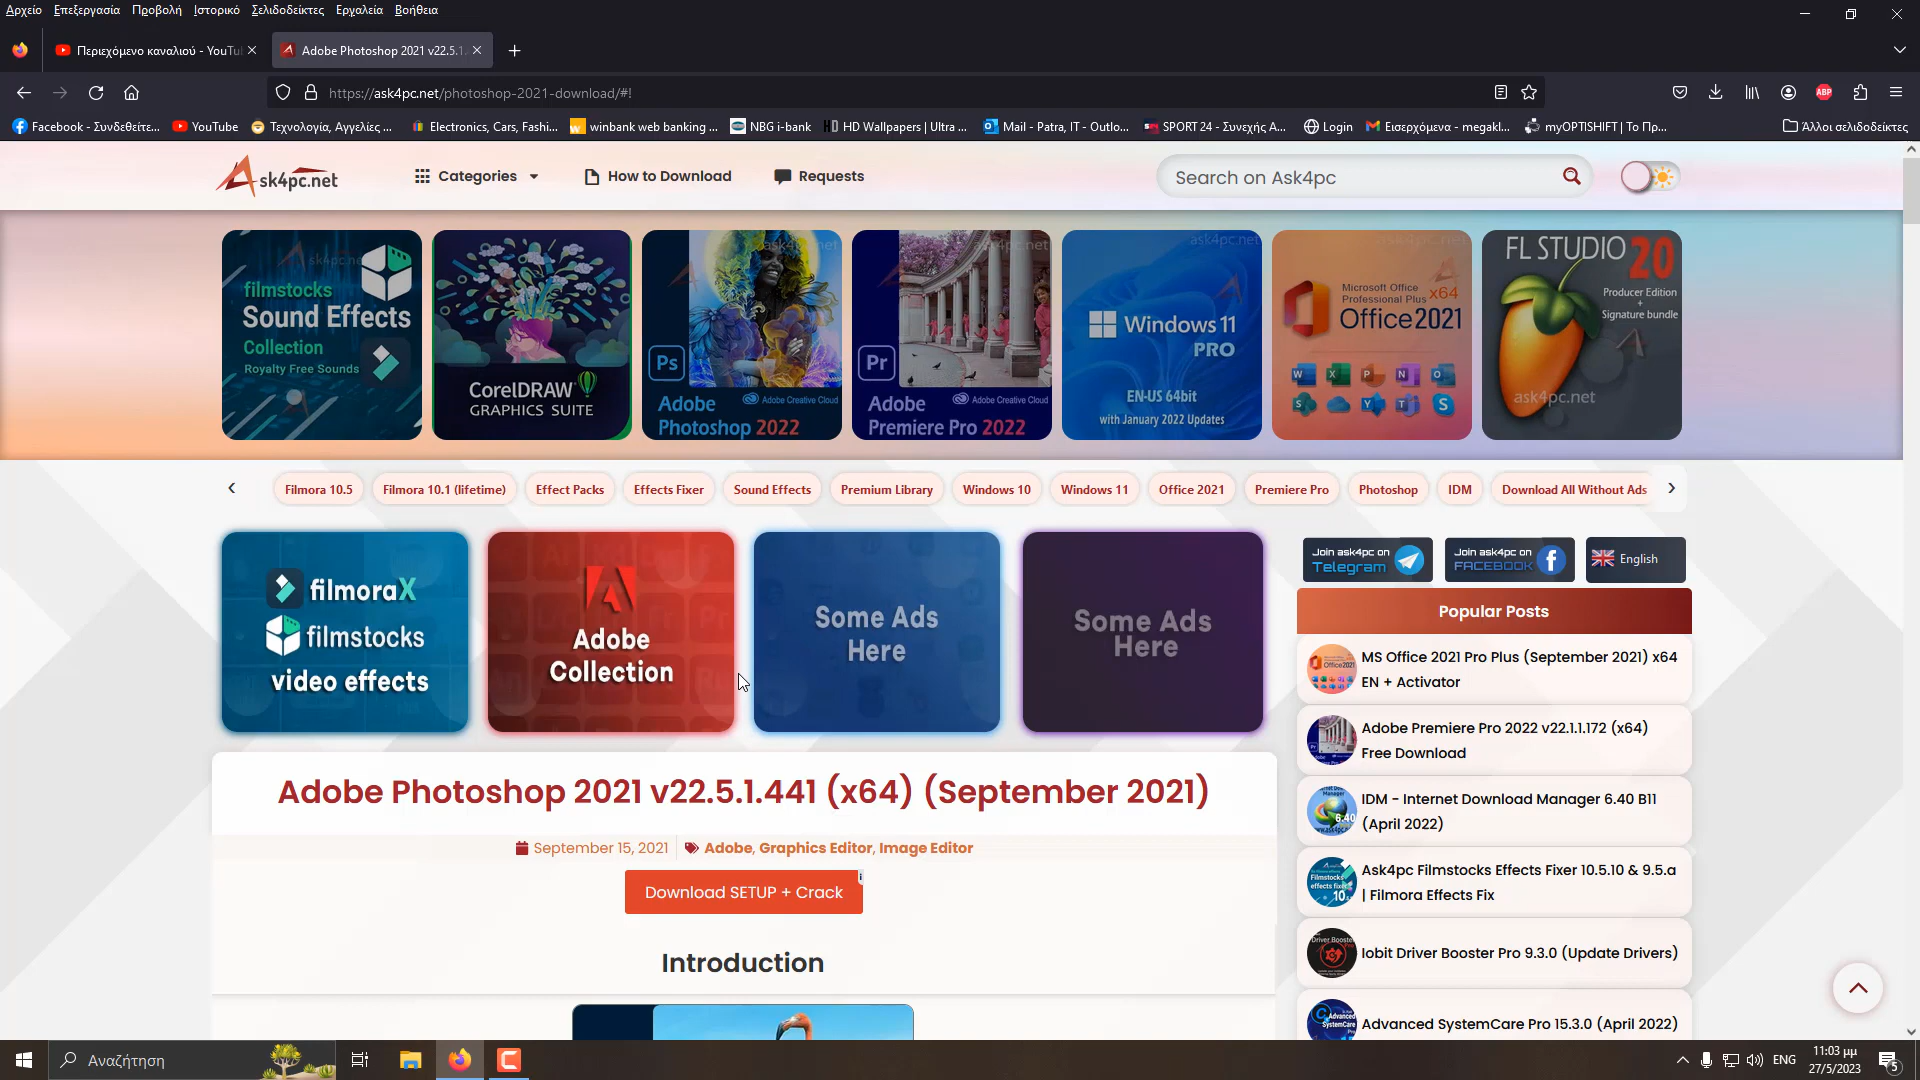 Αρχείο Επεξεργασία Προβολή Ιστορικό Σελιδοδείκτες Εργαλεία Βοήθεια
Περιεχόμενο καναλιού - YouTu
Adobe Photoshop 2021 v22.5.1.
https://ask4pc.net/photoshop-2021-download/#!
ABP
Facebook - Συνδεθείτε...
YouTube
Τεχνολογία, Αγγελίες ...
Electronics, Cars, Fashi...
winbank web banking ...
NBG i-bank
HD Wallpapers | Ultra ...
Mail - Patra, IT - Outlo...
SPORT 24 - Συνεχής Α...
Login
Εισερχόμενα - megakl...
myOPTISHIFT | Το Πρ...
Άλλοι σελιδοδείκτες
sk4pc.net
Categories
How to Download
Requests
Search on Ask4pc
filmstocks
Sound Effects
Collection
Royalty Free Sounds
CorelDRAW
GRAPHICS SUITE
ask4pc.net
Ps
Adobe Creative Cloud
Adobe
Photoshop 2022
ask4pc.net
Pr
Adobe Creative Cloud
Adobe
Premiere Pro 2022
ask4pc.net
Windows 11
PRO
EN-US 64bit
with January 2022 Updates
Microsoft Office
Professional Plus x64
Office2021
FL STUDIO 20
Producer Edition
+
Signature bundle
ask4pc.net
Filmora 10.5
Filmora 10.1 (lifetime)
Effect Packs
Effects Fixer
Sound Effects
Premium Library
Windows 10
Windows 11
Office 2021
Premiere Pro
Photoshop
IDM
Download All Without Ads
filmoraX
filmstocks
video effects
Adobe
Collection
Some Ads
Here
Some Ads
Here
Join ask4pc on
Telegram
Join ask4pc on
FACEBOOK
English
Popular Posts
MS Office 2021 Pro Plus (September 2021) x64
EN + Activator
Adobe Premiere Pro 2022 v22.1.1.172 (x64)
Free Download
IDM - Internet Download Manager 6.40 B11
(April 2022)
Ask4pc Filmstocks Effects Fixer 10.5.10 & 9.5.a
| Filmora Effects Fix
Iobit Driver Booster Pro 9.3.0 (Update Drivers)
Advanced SystemCare Pro 15.3.0 (April 2022)
Adobe Photoshop 2021 v22.5.1.441 (x64) (September 2021)
September 15, 2021
Adobe, Graphics Editor, Image Editor
Download SETUP + Crack
Introduction
Αναζήτηση
ENG
11:03 μμ
27/5/2023
5